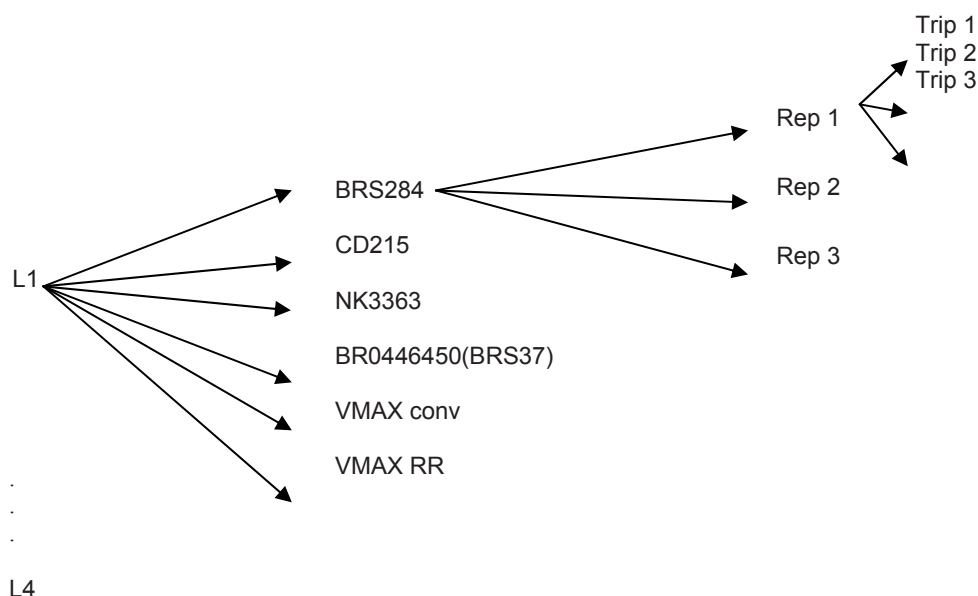 Trip 1
Trip 2
Trip 3
Rep 1
Rep 2
Rep 3
BRS284
CD215
NK3363
BR0446450(BRS37)
VMAX conv
VMAX RR
L1
.
.
.
L4